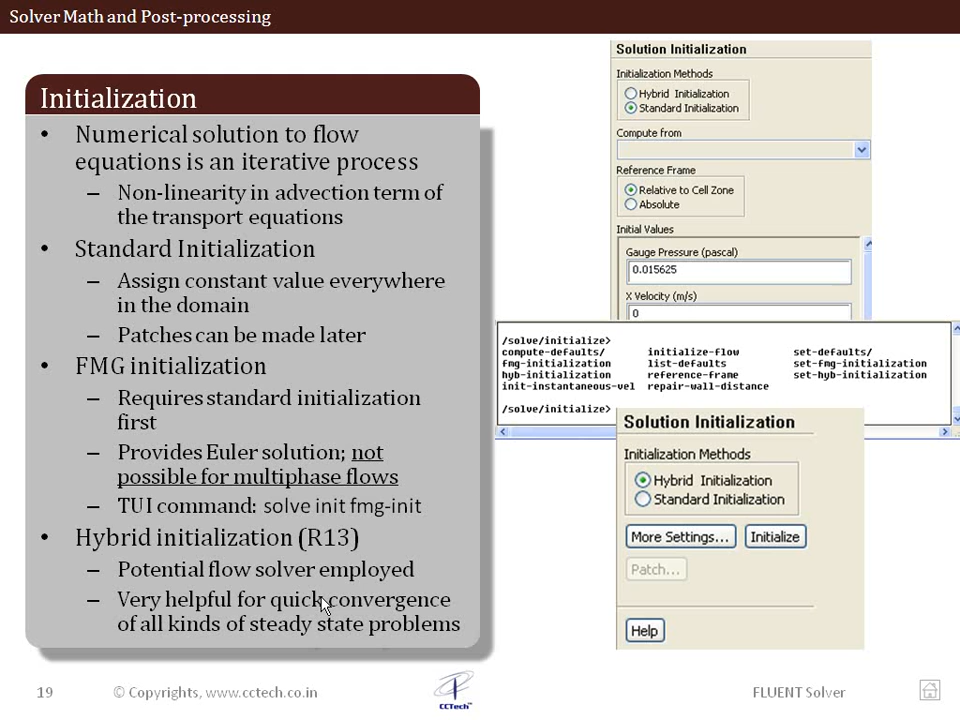 Solver Math and Post-processing
Initialization
• Numerical solution to flow
equations is an iterative process
– Non-linearity in advection term of
the transport equations
• Standard Initialization
– Assign constant value everywhere
in the domain
– Patches can be made later
• FMG initialization
– Requires standard initialization
first
– Provides Euler solution; not
possible for multiphase flows
– TUI command: solve init fmg-init
• Hybrid initialization (R13)
– Potential flow solver employed
– Very helpful for quick convergence
of all kinds of steady state problems
Solution Initialization
Initialization Methods
Hybrid Initialization
Standard Initialization
Compute from
Reference Frame
Relative to Cell Zone
Absolute
Initial Values
Gauge Pressure (pascal)
0.015625
X Velocity (m/s)
0
/solve/initialize>
compute-defaults/ initialize-flow set-defaults/
fmg-initialization list-defaults set-fmg-initialization
hyb-initialization reference-frame set-hyb-initialization
init-instantaneous-vel repair-wall-distance
/solve/initialize>
Solution Initialization
Initialization Methods
Hybrid Initialization
Standard Initialization
More Settings... Initialize
Patch...
Help
19 © Copyrights, www.cctech.co.in CCTech™ FLUENT Solver